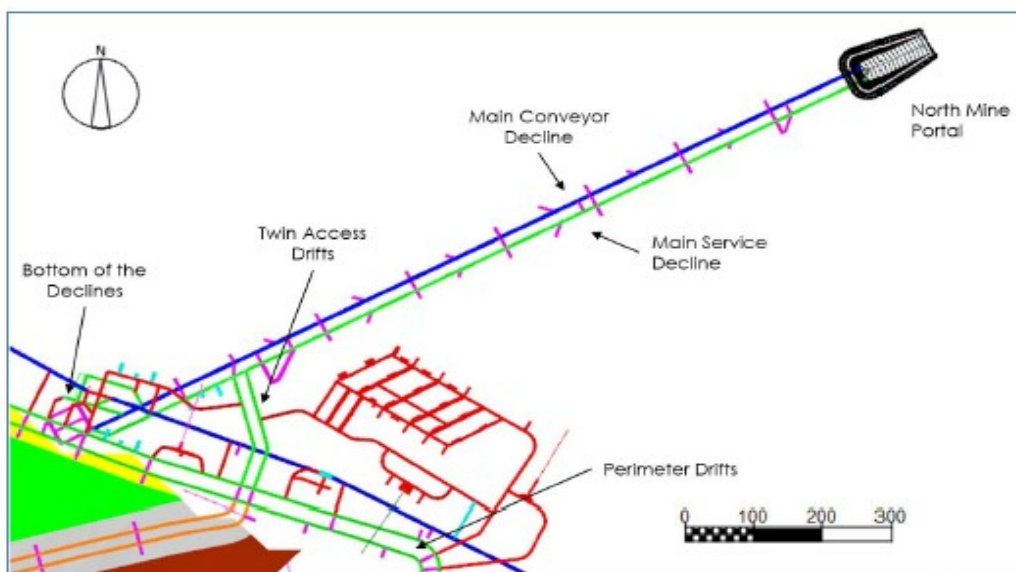 N
North Mine
Portal
Main Conveyor
Decline
Twin Access
Drifts
Main Service
Decline
Bottom of the
Declines
Perimeter Drifts
0 100 200 300